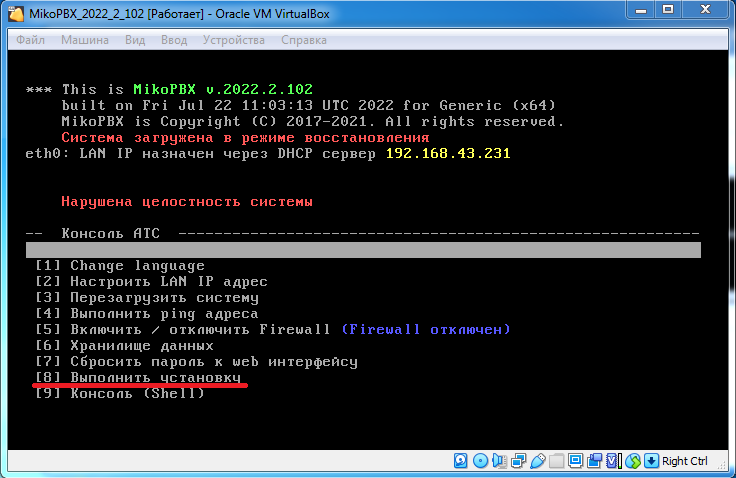 MikoPBX_2022_2_102 [Работает] - Oracle VM VirtualBox
Файл Машина Вид Ввод Устройства Справка
*** This is MikoPBX v.2022.2.102
built on Fri Jul 22 11:03:13 UTC 2022 for Generic (x64)
MikoPBX is Copyright (C) 2017-2021. All rights reserved.
Система загружена в режиме восстановления
eth0: LAN IP назначен через DHCP сервер 192.168.43.231
Нарушена целостность системы
-- Консоль АТС ----------------------------------------------------------
[1] Change language
[2] Настроить LAN IP адрес
[3] Перезагрузить систему
[4] Выполнить ping адреса
[5] Включить / отключить Firewall (Firewall отключен)
[6] Хранилище данных
[7] Сбросить пароль к web интерфейсу
[8] Выполнить установку
[9] Консоль (Shell)
Right Ctrl